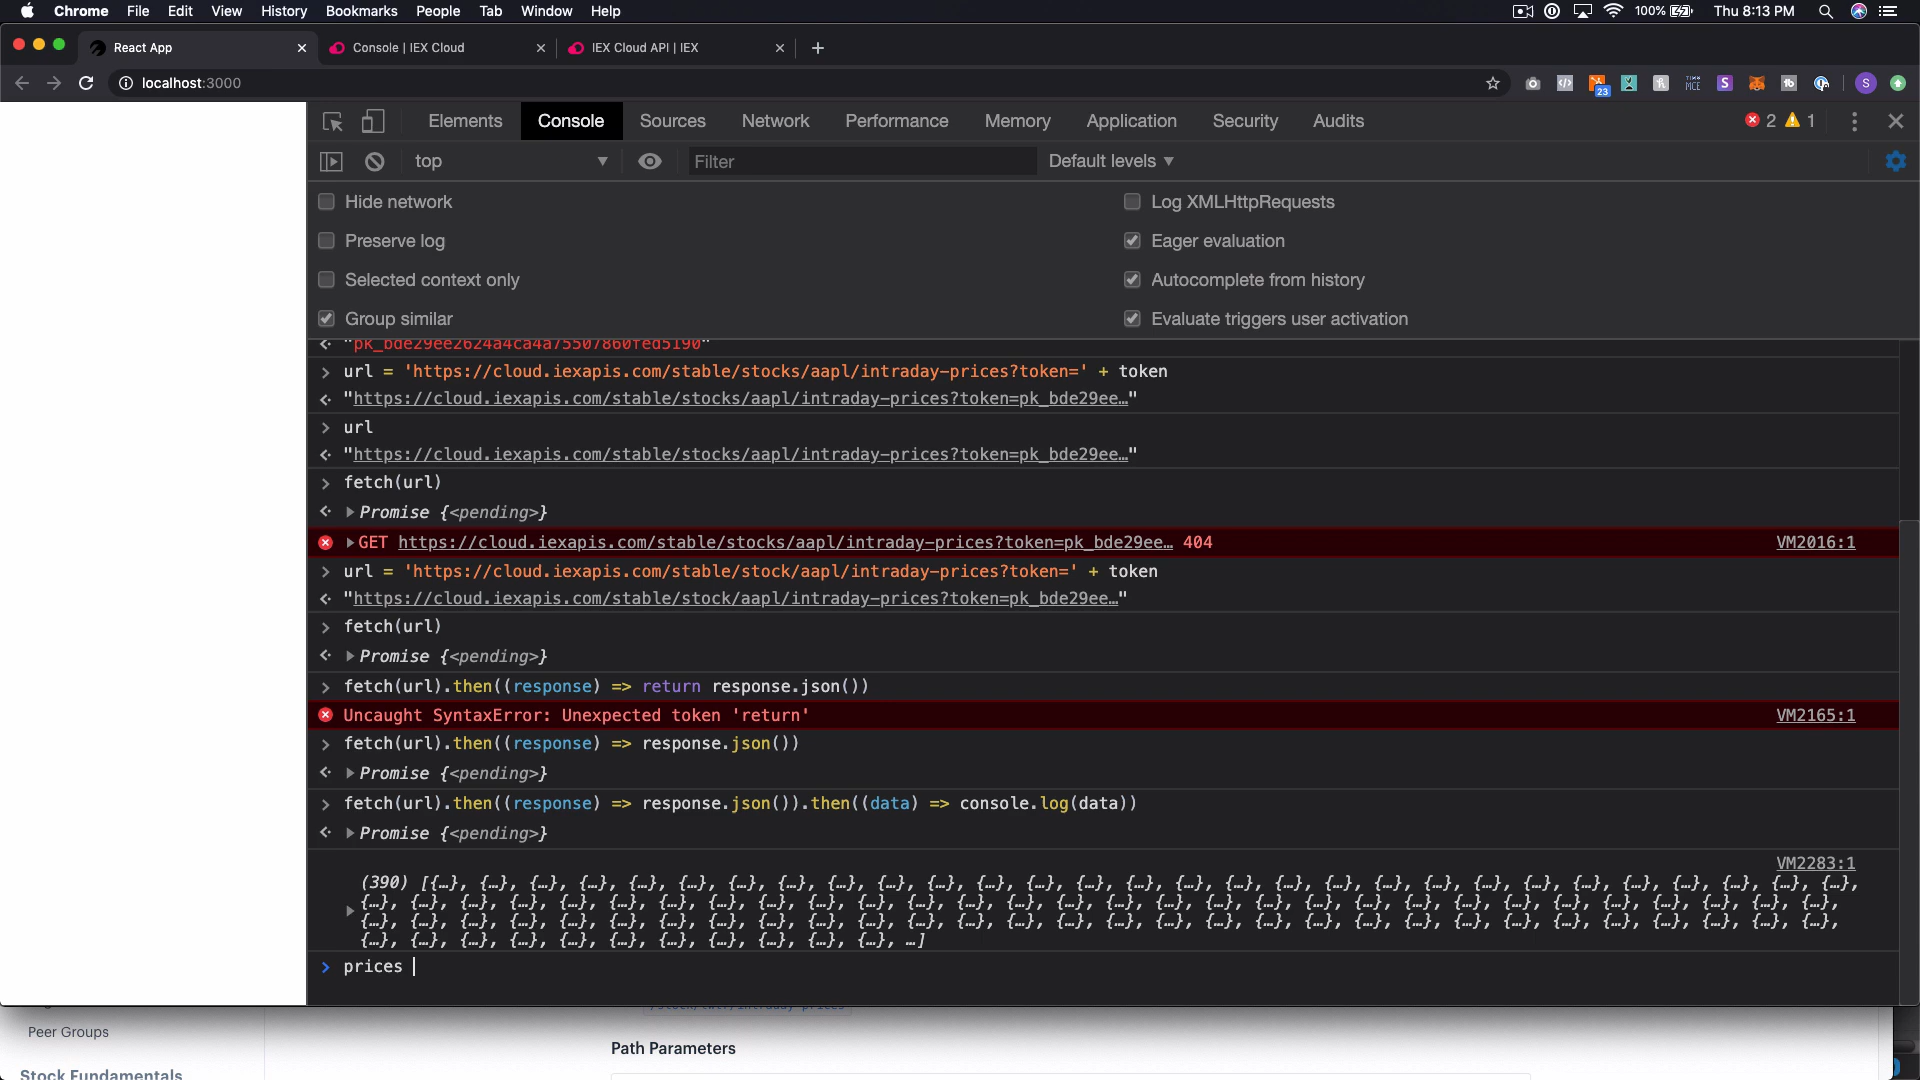 Chrome File Edit View History Bookmarks People Tab Window Help 100% Thu 8:13 PM
React App Console | IEX Cloud IEX Cloud API | IEX
localhost:3000 23
Elements Console Sources Network Performance Memory Application Security Audits 2 1
top Filter Default levels
Hide network Log XMLHttpRequests
Preserve log Eager evaluation
Selected context only Autocomplete from history
Group similar Evaluate triggers user activation
"pk_bde29ee2624a4ca4a75507860fed5190"
url = 'https://cloud.iexapis.com/stable/stocks/aapl/intraday-prices?token=' + token
"https://cloud.iexapis.com/stable/stocks/aapl/intraday-prices?token=pk_bde29ee…"
url
"https://cloud.iexapis.com/stable/stocks/aapl/intraday-prices?token=pk_bde29ee…"
fetch(url)
Promise {<pending>}
GET https://cloud.iexapis.com/stable/stocks/aapl/intraday-prices?token=pk_bde29ee… 404 VM2016:1
url = 'https://cloud.iexapis.com/stable/stock/aapl/intraday-prices?token=' + token
"https://cloud.iexapis.com/stable/stock/aapl/intraday-prices?token=pk_bde29ee…"
fetch(url)
Promise {<pending>}
fetch(url).then((response) => return response.json())
Uncaught SyntaxError: Unexpected token 'return' VM2165:1
fetch(url).then((response) => response.json())
Promise {<pending>}
fetch(url).then((response) => response.json()).then((data) => console.log(data))
Promise {<pending>}
VM2283:1
(390) [{…}, {…}, {…}, {…}, {…}, {…}, {…}, {…}, {…}, {…}, {…}, {…}, {…}, {…}, {…}, {…}, {…}, {…}, {…}, {…}, {…}, {…}, {…}, {…}, {…}, {…}, {…}, {…}, {…},
{…}, {…}, {…}, {…}, {…}, {…}, {…}, {…}, {…}, {…}, {…}, {…}, {…}, {…}, {…}, {…}, {…}, {…}, {…}, {…}, {…}, {…}, {…}, {…}, {…}, {…}, {…}, {…}, {…}, {…},
{…}, {…}, {…}, {…}, {…}, {…}, {…}, {…}, {…}, {…}, {…}, {…}, {…}, {…}, {…}, {…}, {…}, {…}, {…}, {…}, {…}, {…}, {…}, {…}, {…}, {…}, {…}, {…}, {…}, {…},
{…}, {…}, {…}, {…}, {…}, {…}, {…}, {…}, {…}, {…}, {…}, …]
prices
Peer Groups
Path Parameters
Stock Fundamentals